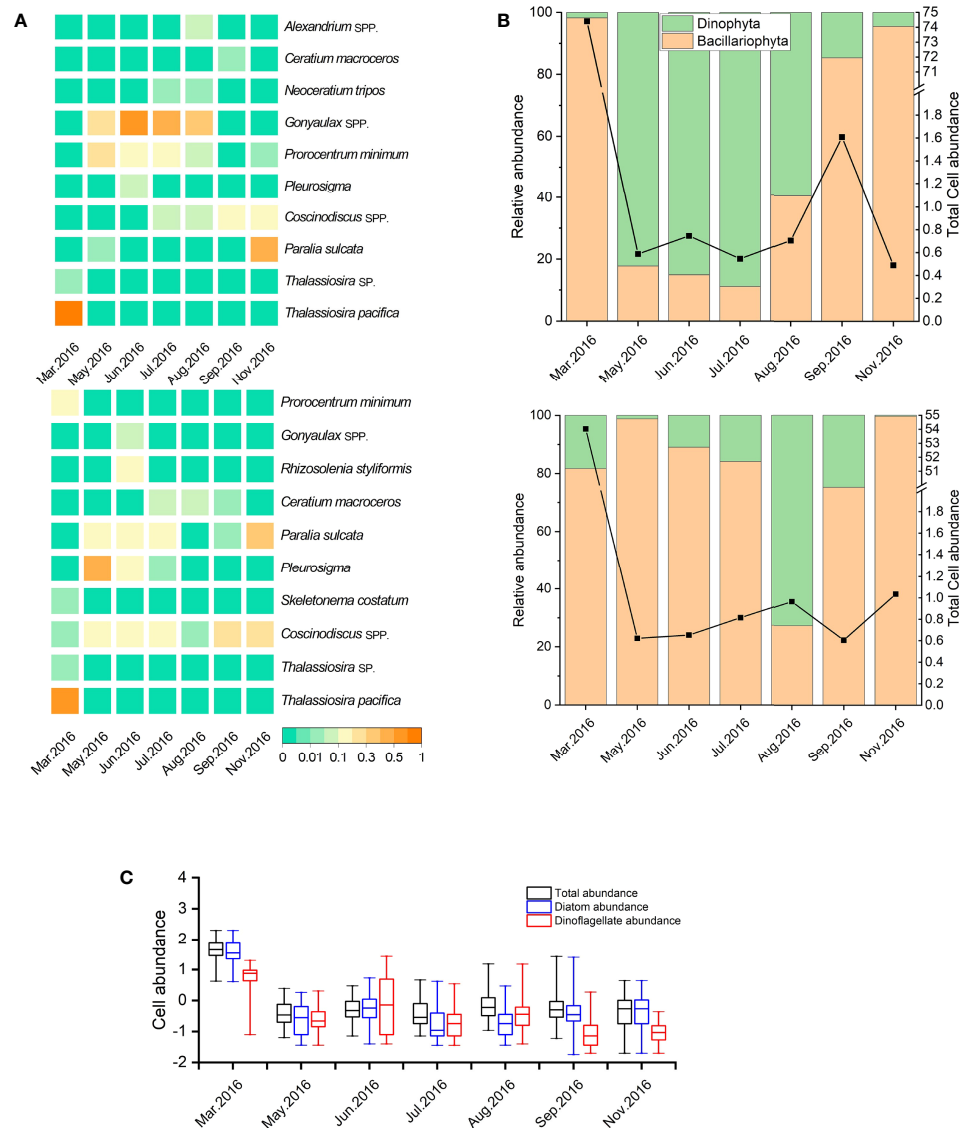 A
Alexandrium SPP.
Ceratium macroceros
Neoceratium tripos
Gonyaulax SPP.
Prorocentrum minimum
Pleurosigma
Coscinodiscus SPP.
Paralia sulcata
Thalassiosira SP.
Thalassiosira pacifica
Mar.2016 May.2016 Jun.2016 Jul.2016 Aug.2016 Sep.2016 Nov.2016
Prorocentrum minimum
Gonyaulax SPP.
Rhizosolenia styliformis
Ceratium macroceros
Paralia sulcata
Pleurosigma
Skeletonema costatum
Coscinodiscus SPP.
Thalassiosira SP.
Thalassiosira pacifica
Mar.2016 May.2016 Jun.2016 Jul.2016 Aug.2016 Sep.2016 Nov.2016
0 0.01 0.1 0.3 0.5 1
B
Dinophyta
Bacillariophyta
Relative anbundance
100
80
60
40
20
0
Total Cell abundance
75
74
73
72
71
1.8
1.6
1.4
1.2
1.0
0.8
0.6
0.4
0.2
0.0
Mar.2016 May.2016 Jun.2016 Jul.2016 Aug.2016 Sep.2016 Nov.2016
Relative anbundance
100
80
60
40
20
0
Total Cell abundance
55
54
53
52
51
1.8
1.6
1.4
1.2
1.0
0.8
0.6
0.4
0.2
0.0
Mar.2016 May.2016 Jun.2016 Jul.2016 Aug.2016 Sep.2016 Nov.2016
C
Total abundance
Diatom abundance
Dinoflagellate abundance
Cell abundance
4
3
2
1
-0
-1
-2
Mar.2016 May.2016 Jun.2016 Jul.2016 Aug.2016 Sep.2016 Nov.2016